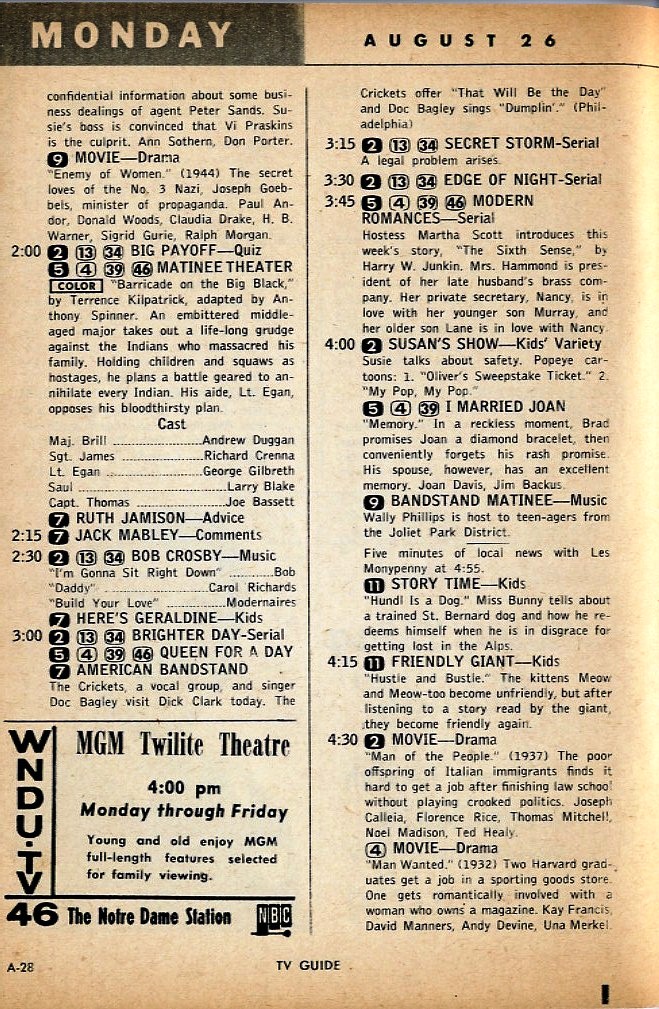 MONDAY
AUGUST 26
confidential information about some busi-
ness dealings of agent Peter Sands. Su-
sie's boss is convinced that Vi Praskins
is the culprit. Ann Sothern, Don Porter.
9 MOVIE—Drama
"Enemy of Women." (1944) The secret
loves of the No. 3 Nazi, Joseph Goeb-
bels, minister of propaganda. Paul An-
dor, Donald Woods, Claudia Drake, H. B.
Warner, Sigrid Gurie, Ralph Morgan.
2:00 2 13 34 BIG PAYOFF—Quiz
5 4 39 46 MATINEE THEATER
COLOR "Barricade on the Big Black,"
by Terrence Kilpatrick, adapted by An-
thony Spinner. An embittered middle-
aged major takes out a life-long grudge
against the Indians who massacred his
family. Holding children and squaws as
hostages, he plans a battle geared to an-
nihilate every Indian. His aide, Lt. Egan,
opposes his bloodthirsty plan.
Cast
Maj. Brill ........................Andrew Duggan
Sgt. James ........................Richard Crenna
Lt. Egan ........................George Gilbreth
Saul ........................Larry Blake
Capt. Thomas ........................Joe Bassett
7 RUTH JAMISON—Advice
2:15 7 JACK MABLEY—Comments
2:30 2 13 34 BOB CROSBY—Music
"I'm Gonna Sit Right Down" ............Bob
"Daddy" ........................Carol Richards
"Build Your Love" ................Modernaires
7 HERE'S GERALDINE—Kids
3:00 2 13 34 BRIGHTER DAY-Serial
5 4 39 46 QUEEN FOR A DAY
7 AMERICAN BANDSTAND
The Crickets, a vocal group, and singer
Doc Bagley visit Dick Clark today. The
WNDU-TV
MGM Twilite Theatre
4:00 pm
Monday through Friday
Young and old enjoy MGM
full-length features selected
for family viewing.
46 The Notre Dame Station NBC
Crickets offer "That Will Be the Day"
and Doc Bagley sings "Dumplin'." (Phil-
adelphia)
3:15 2 13 34 SECRET STORM-Serial
A legal problem arises.
3:30 2 13 34 EDGE OF NIGHT-Serial
3:45 5 4 39 46 MODERN
ROMANCES—Serial
Hostess Martha Scott introduces this
week's story, "The Sixth Sense," by
Harry W. Junkin. Mrs. Hammond is pres-
ident of her late husband's brass com-
pany. Her private secretary, Nancy, is in
love with her younger son Murray, and
her older son Lane is in love with Nancy.
4:00 2 SUSAN'S SHOW—Kids' Variety
Susie talks about safety. Popeye car-
toons: 1. "Oliver's Sweepstake Ticket." 2.
"My Pop, My Pop."
5 4 39 I MARRIED JOAN
"Memory." In a reckless moment, Brad
promises Joan a diamond bracelet, then
conveniently forgets his rash promise.
His spouse, however, has an excellent
memory. Joan Davis, Jim Backus.
9 BANDSTAND MATINEE—Music
Wally Phillips is host to teen-agers from
the Joliet Park District.
Five minutes of local news with Les
Monypenny at 4:55.
11 STORY TIME—Kids
"Hundi Is a Dog." Miss Bunny tells about
a trained St. Bernard dog and how he re-
deems himself when he is in disgrace for
getting lost in the Alps.
4:15 11 FRIENDLY GIANT—Kids
"Hustle and Bustle." The kittens Meow
and Meow-too become unfriendly, but after
listening to a story read by the giant,
they become friendly again.
4:30 2 MOVIE—Drama
"Man of the People." (1937) The poor
offspring of Italian immigrants finds it
hard to get a job after finishing law school
without playing crooked politics. Joseph
Calleia, Florence Rice, Thomas Mitchell,
Noel Madison, Ted Healy.
4 MOVIE—Drama
"Man Wanted." (1932) Two Harvard grad-
uates get a job in a sporting goods store.
One gets romantically involved with a
woman who owns a magazine. Kay Francis,
David Manners, Andy Devine, Una Merkel.
A-28
TV GUIDE